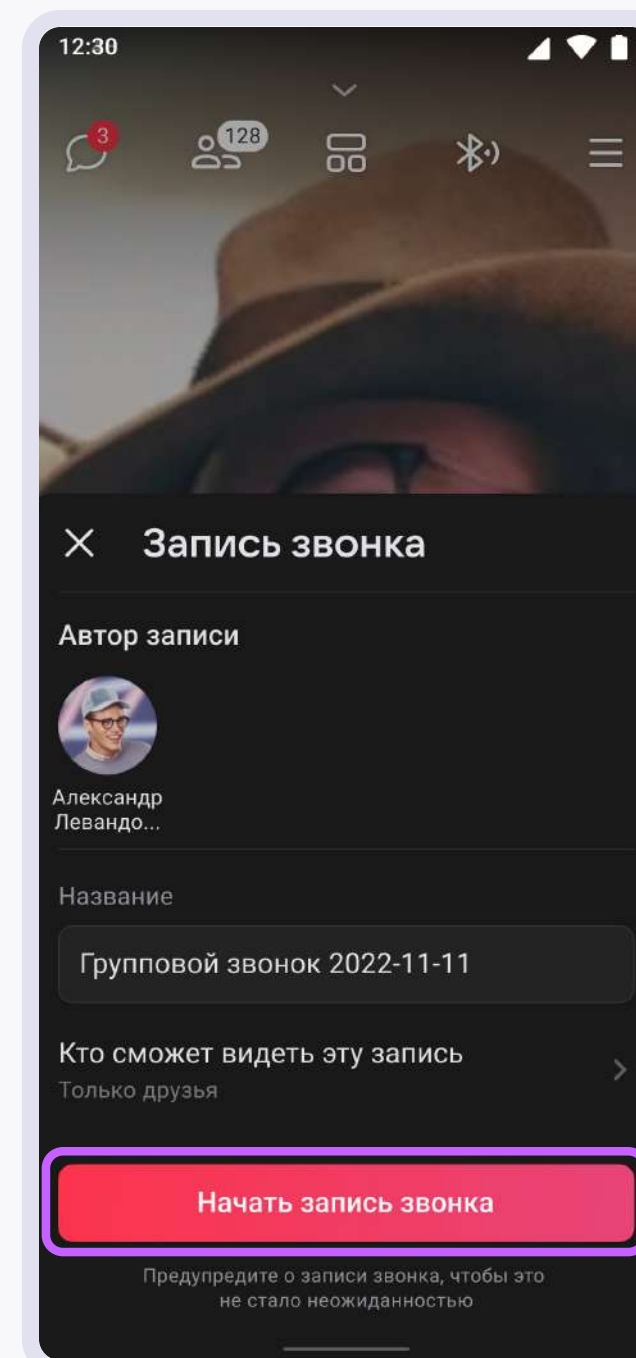 12:30
3
128
Запись звонка
Автор записи
Александр
Левандо...
Название
Групповой звонок 2022-11-11
Кто сможет видеть эту запись
Только друзья
Начать запись звонка
Предупредите о записи звонка, чтобы это
не стало неожиданностью